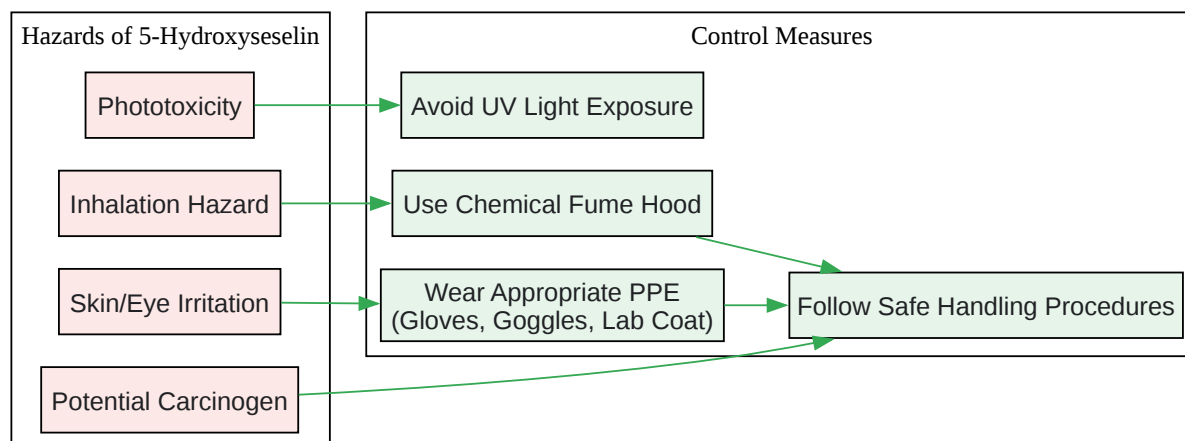 Hazards of 5-Hydroxyseselin
Control Measures
Phototoxicity
Avoid UV Light Exposure
Inhalation Hazard
Use Chemical Fume Hood
Skin/Eye Irritation
Wear Appropriate PPE
(Gloves, Goggles, Lab Coat)
Follow Safe Handling Procedures
Potential Carcinogen